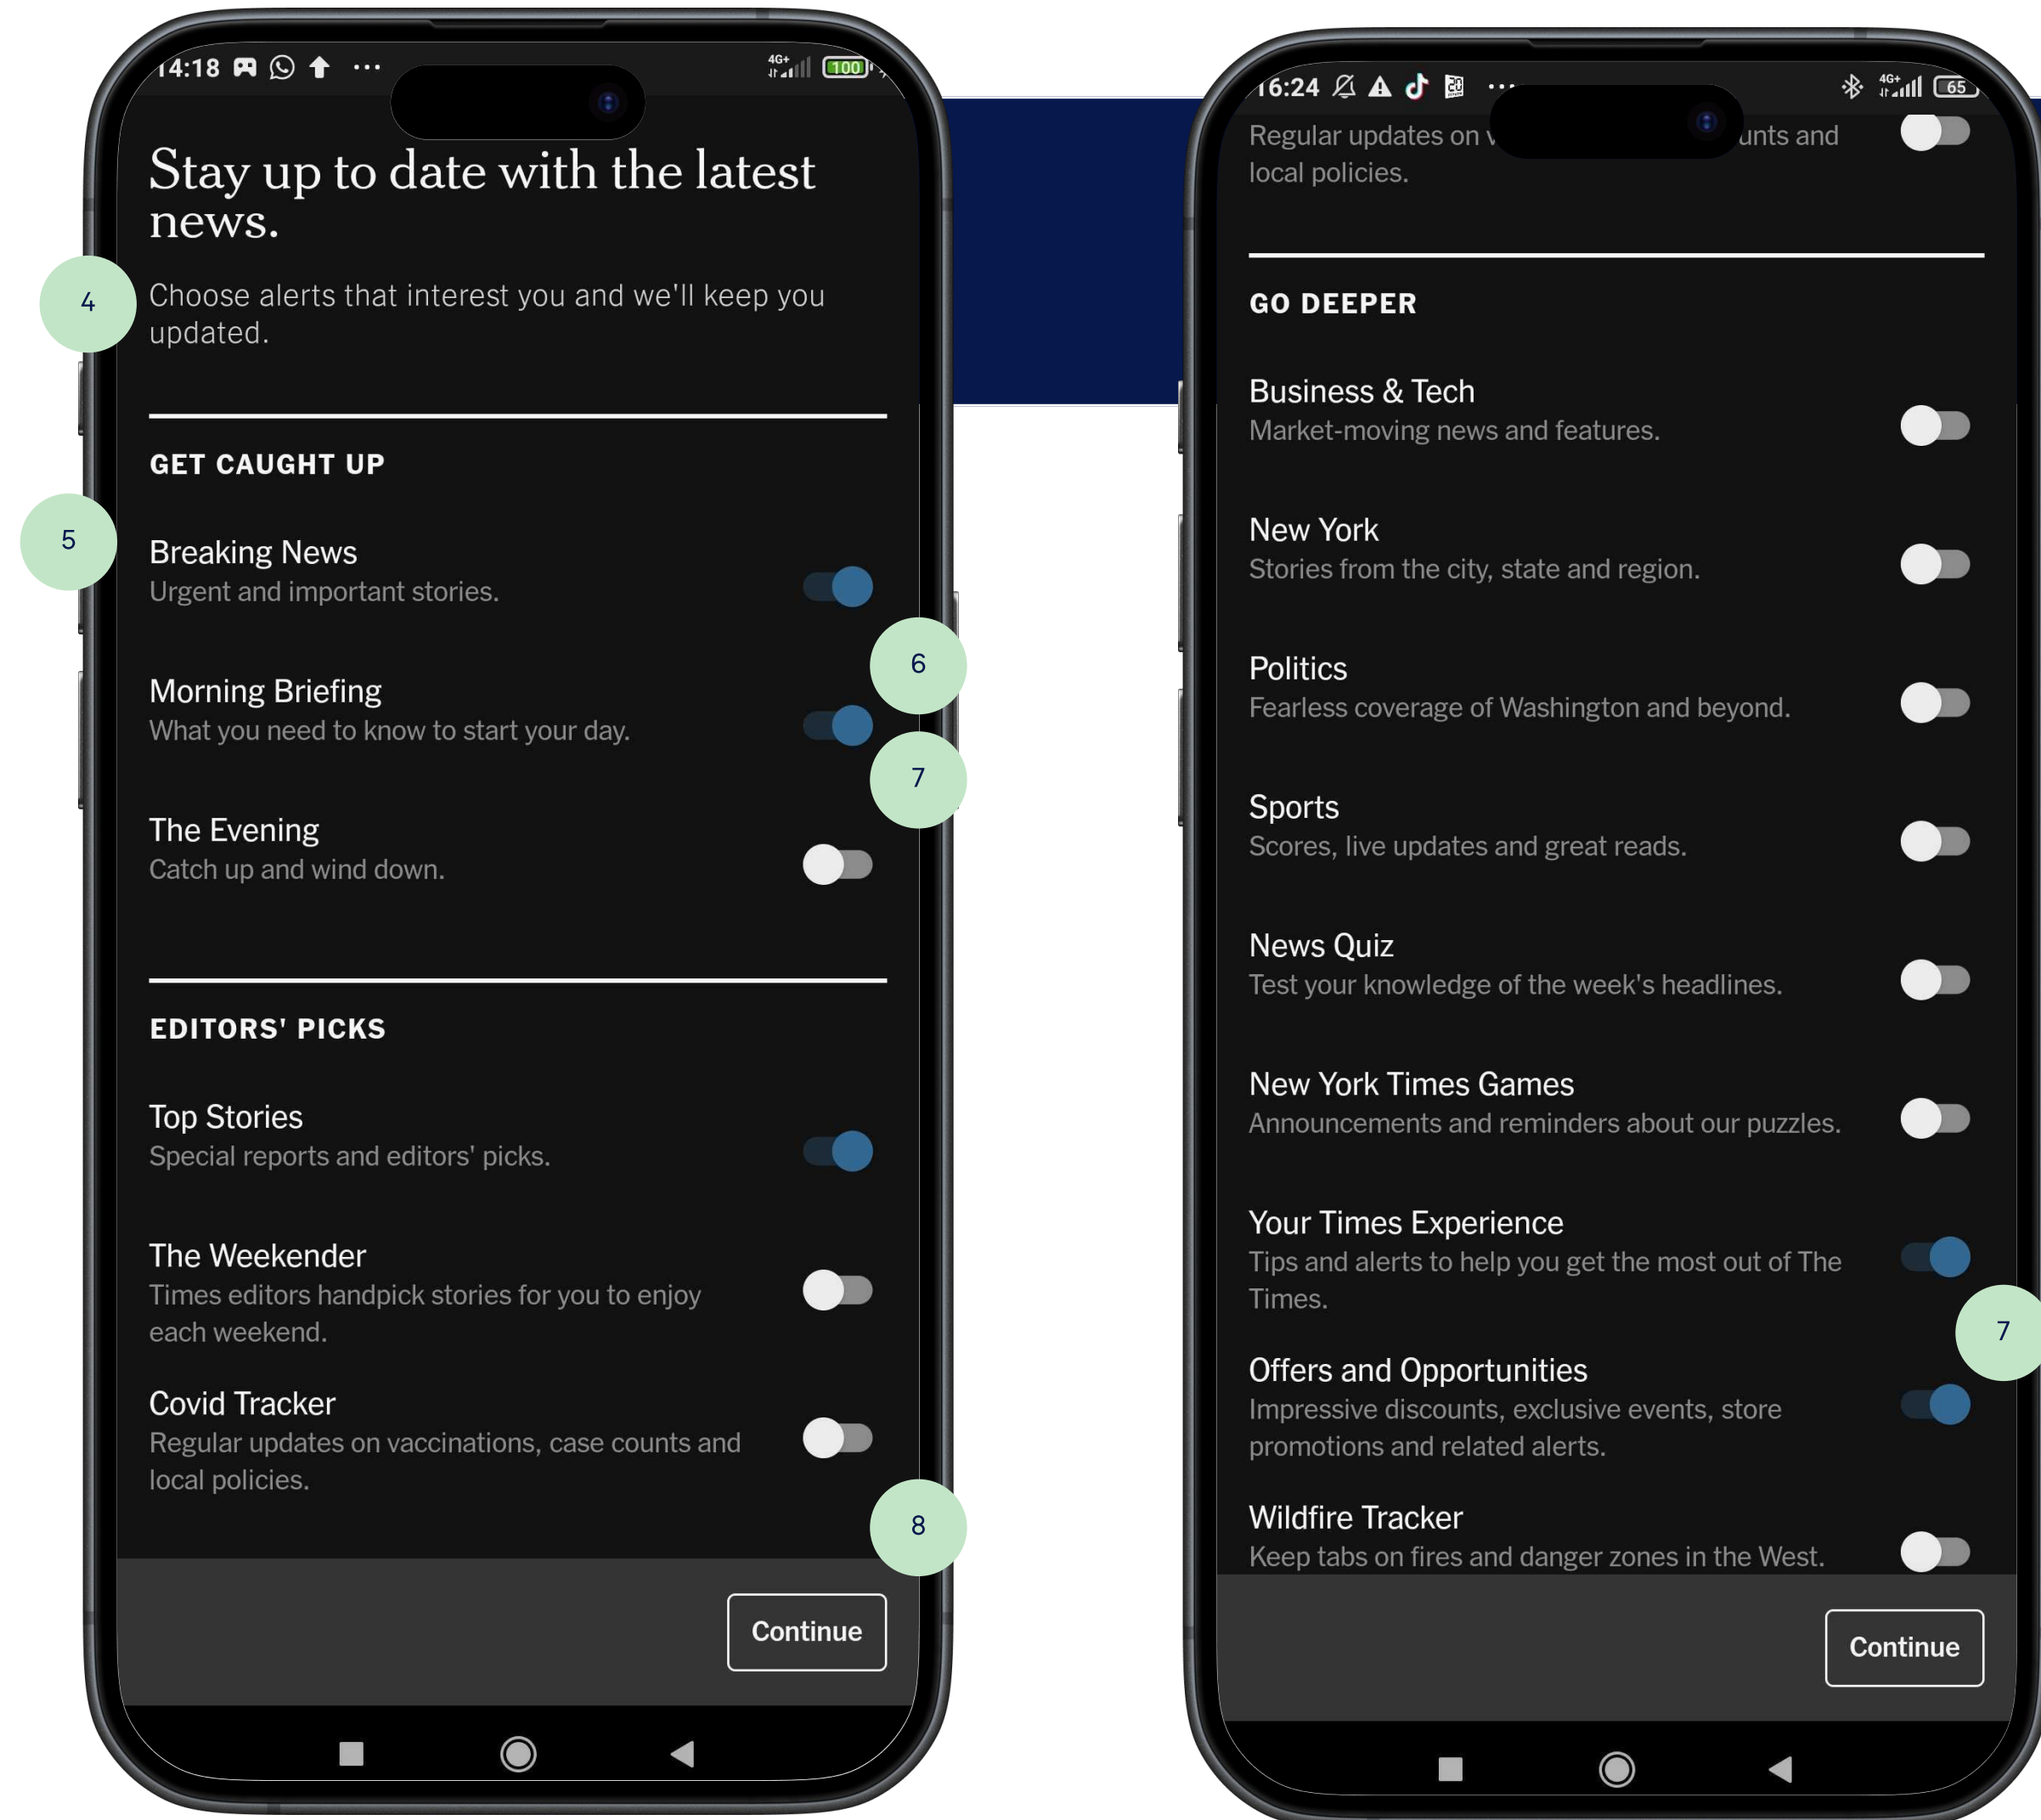 14:18
4G+
100
Stay up to date with the latest
news.
4
Choose alerts that interest you and we'll keep you
updated.
GET CAUGHT UP
5
Breaking News
Urgent and important stories.
6
Morning Briefing
What you need to know to start your day.
7
The Evening
Catch up and wind down.
EDITORS' PICKS
Top Stories
Special reports and editors' picks.
The Weekender
Times editors handpick stories for you to enjoy
each weekend.
Covid Tracker
Regular updates on vaccinations, case counts and
local policies.
8
Continue
16:24
4G+
65
Regular updates on
and
local policies.
GO DEEPER
Business & Tech
Market-moving news and features.
New York
Stories from the city, state and region.
Politics
Fearless coverage of Washington and beyond.
Sports
Scores, live updates and great reads.
News Quiz
Test your knowledge of the week's headlines.
New York Times Games
Announcements and reminders about our puzzles.
Your Times Experience
Tips and alerts to help you get the most out of The
Times.
7
Offers and Opportunities
Impressive discounts, exclusive events, store
promotions and related alerts.
Wildfire Tracker
Keep tabs on fires and danger zones in the West.
Continue